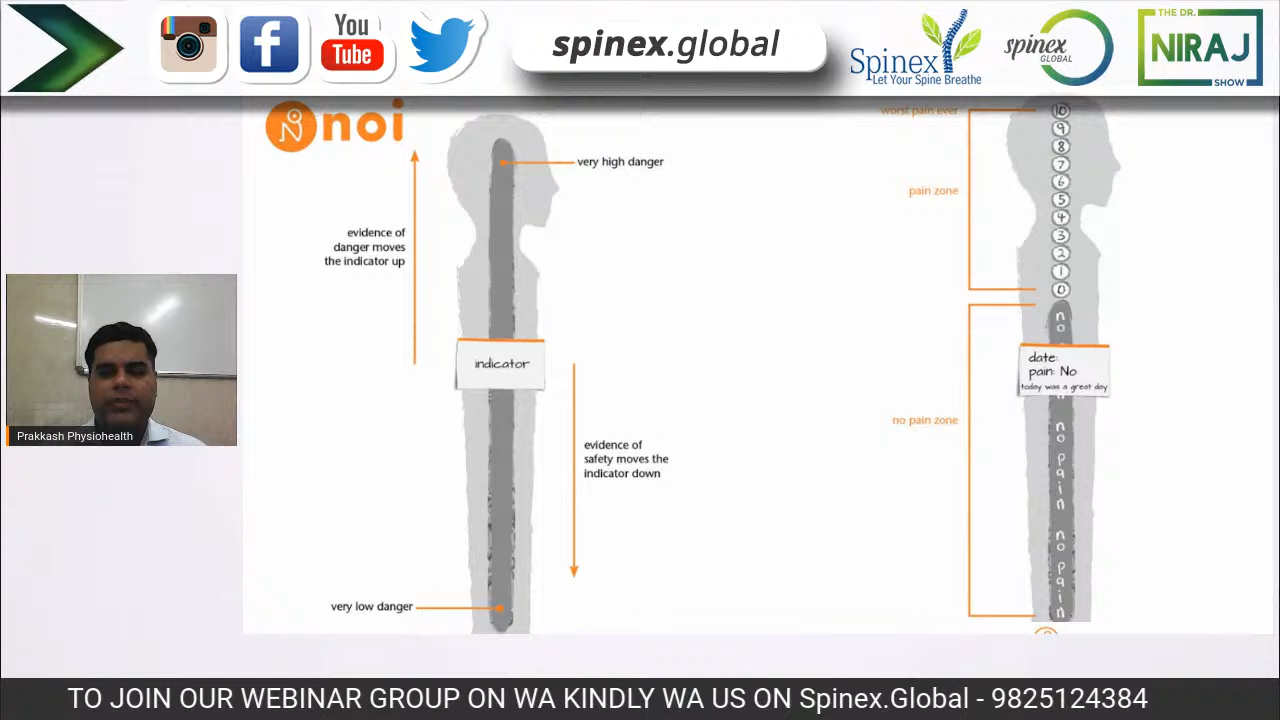 You
Tube
spinex.global
Spinex
Let Your Spine Breathe
spinex
GLOBAL
THE DR.
NIRAJ
SHOW
noi
very high danger
evidence of
danger moves
the indicator up
indicator
evidence of
safety moves the
indicator down
very low danger
worst pain ever
pain zone
10
9
8
7
6
5
4
3
2
1
0
no
date:
pain: No
today was a great day
no pain zone
no pain
no pain
Prakkash Physiohealth
TO JOIN OUR WEBINAR GROUP ON WA KINDLY WA US ON Spinex.Global - 9825124384